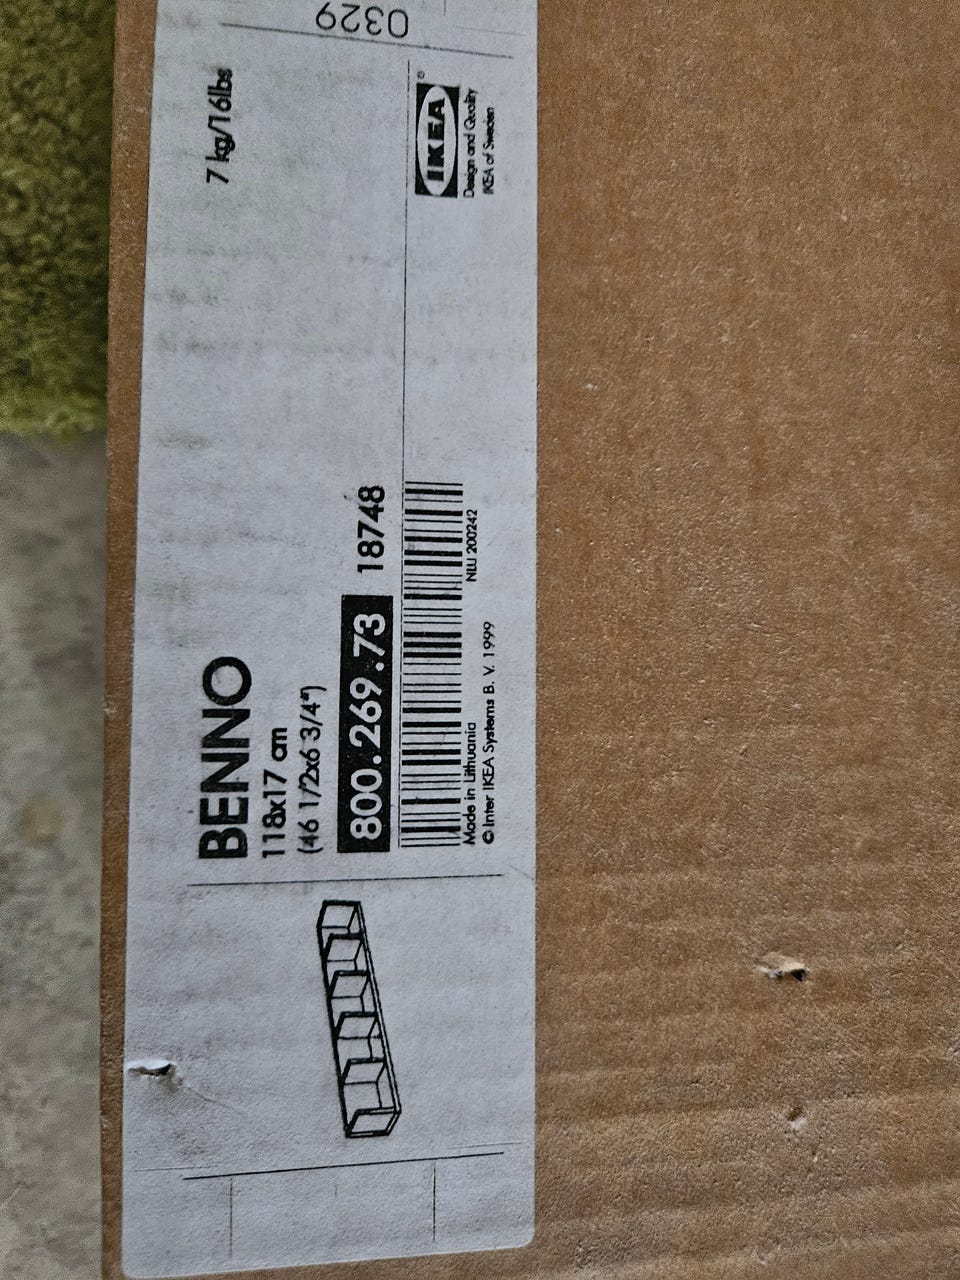 BENNO
118x17 cm
(46 1/2x6 3/4")
7 kg/16lbs
800.269.73 18748
Made in Lithuania
NLU 200242
© Inter IKEA Systems B. V. 1999
IKEA®
Design and Quality
IKEA of Sweden
0329